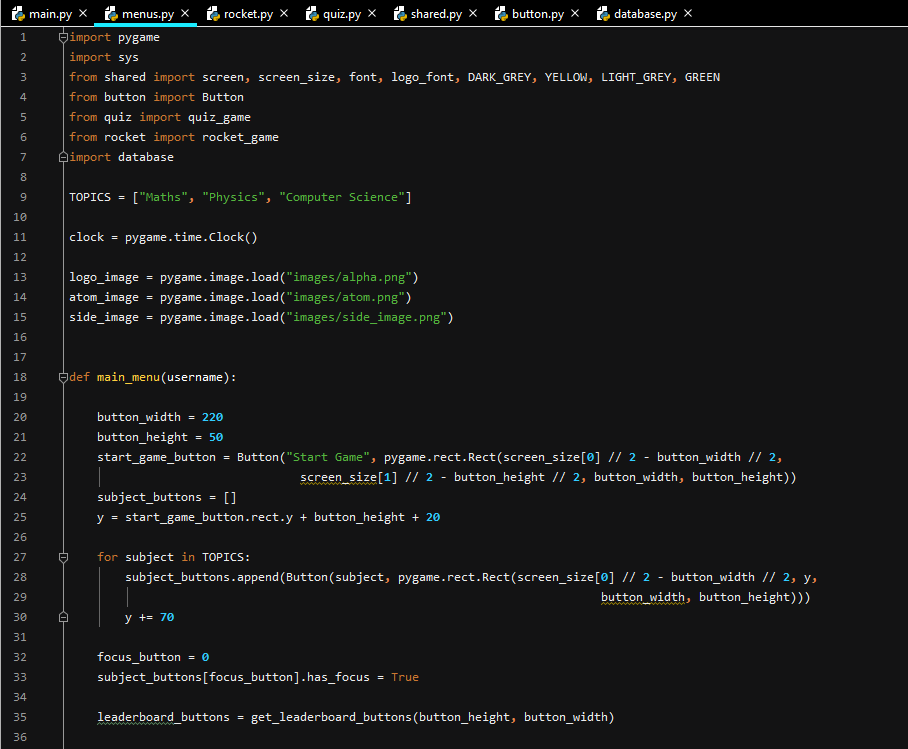 main.py menus.py rocket.py quiz.py shared.py button.py database.py
1 import pygame
2 import sys
3 from shared import screen, screen_size, font, logo_font, DARK_GREY, YELLOW, LIGHT_GREY, GREEN
4 from button import Button
5 from quiz import quiz_game
6 from rocket import rocket_game
7 import database
8
9 TOPICS = ["Maths", "Physics", "Computer Science"]
10
11 clock = pygame.time.Clock()
12
13 logo_image = pygame.image.load("images/alpha.png")
14 atom_image = pygame.image.load("images/atom.png")
15 side_image = pygame.image.load("images/side_image.png")
16
17
18 def main_menu(username):
19
20     button_width = 220
21     button_height = 50
22     start_game_button = Button("Start Game", pygame.rect.Rect(screen_size[0] // 2 - button_width // 2,
23                                  screen_size[1] // 2 - button_height // 2, button_width, button_height))
24     subject_buttons = []
25     y = start_game_button.rect.y + button_height + 20
26
27     for subject in TOPICS:
28         subject_buttons.append(Button(subject, pygame.rect.Rect(screen_size[0] // 2 - button_width // 2, y,
29                                                                             button_width, button_height)))
30         y += 70
31
32     focus_button = 0
33     subject_buttons[focus_button].has_focus = True
34
35     leaderboard_buttons = get_leaderboard_buttons(button_height, button_width)
36